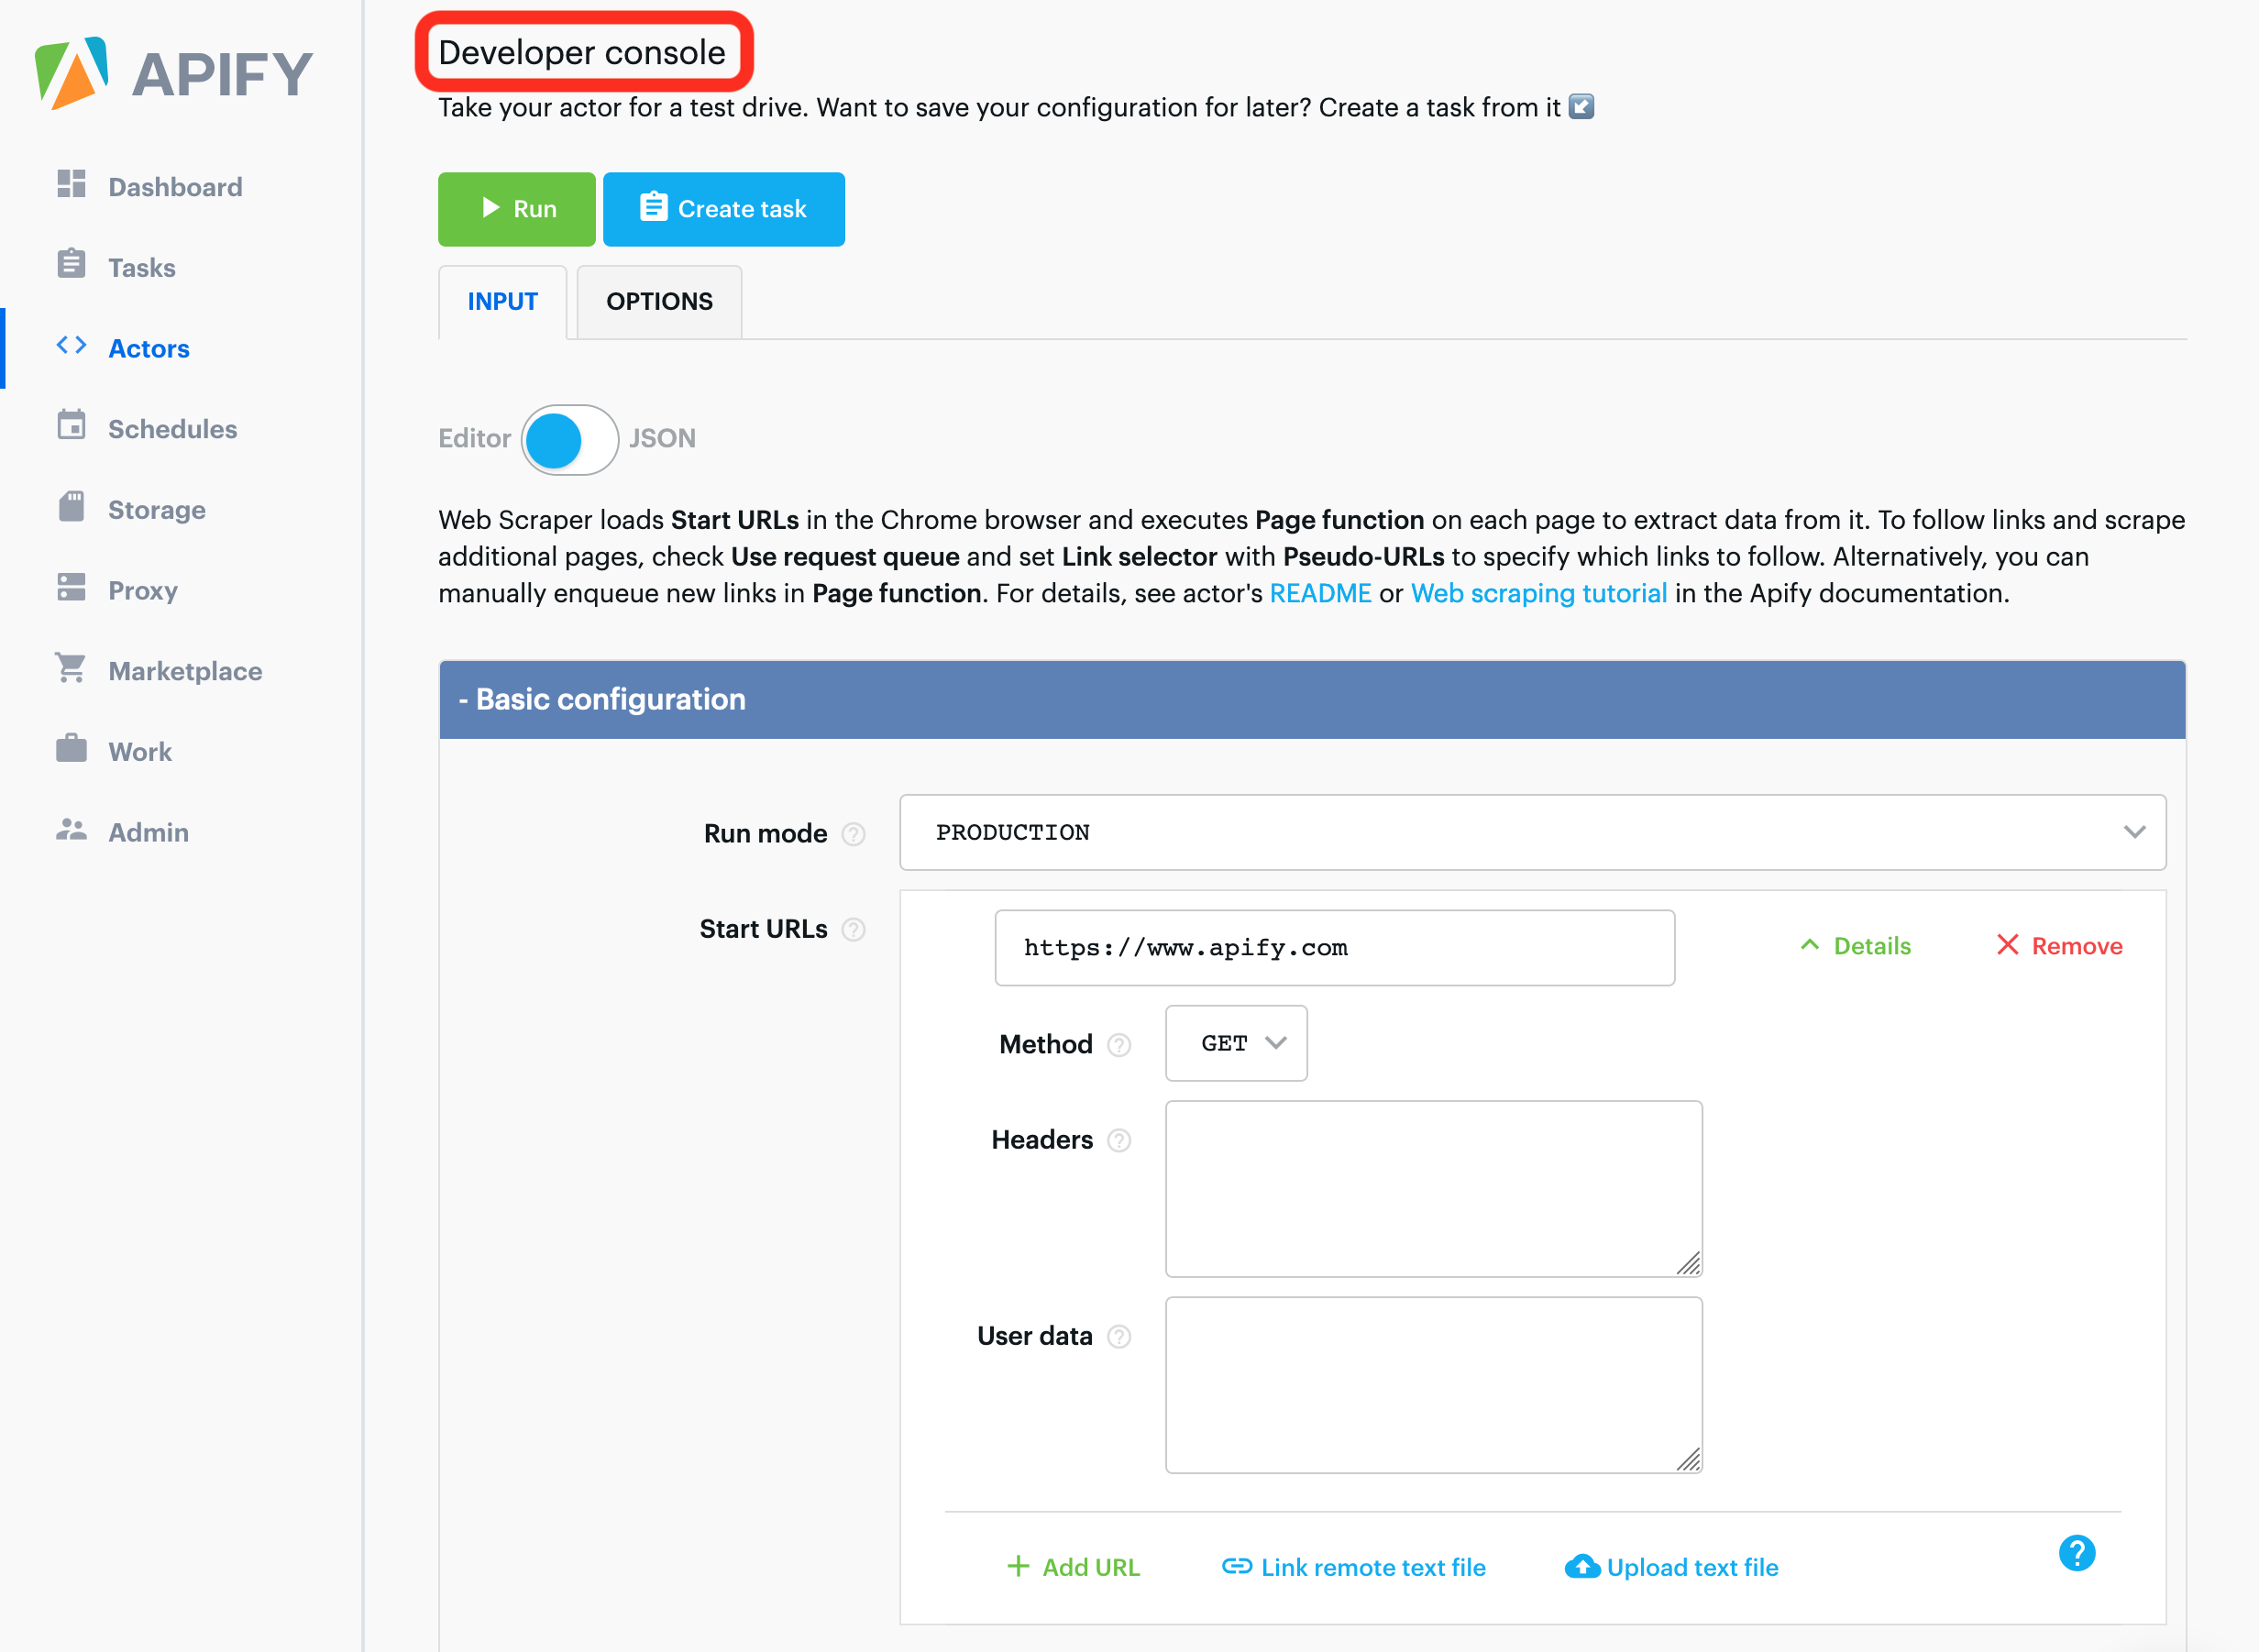 APIFY
Dashboard
Tasks
Actors
Schedules
Storage
Proxy
Marketplace
Work
Admin
Developer console
Take your actor for a test drive. Want to save your configuration for later? Create a task from it
Run
Create task
INPUT
OPTIONS
Editor
JSON
Web Scraper loads Start URLs in the Chrome browser and executes Page function on each page to extract data from it. To follow links and scrape
additional pages, check Use request queue and set Link selector with Pseudo-URLs to specify which links to follow. Alternatively, you can
manually enqueue new links in Page function. For details, see actor's README or Web scraping tutorial in the Apify documentation.
- Basic configuration
Run mode ?
PRODUCTION
Start URLs ?
https://www.apify.com
Details
Remove
Method ?
GET
Headers ?
User data ?
+ Add URL
Link remote text file
Upload text file
?